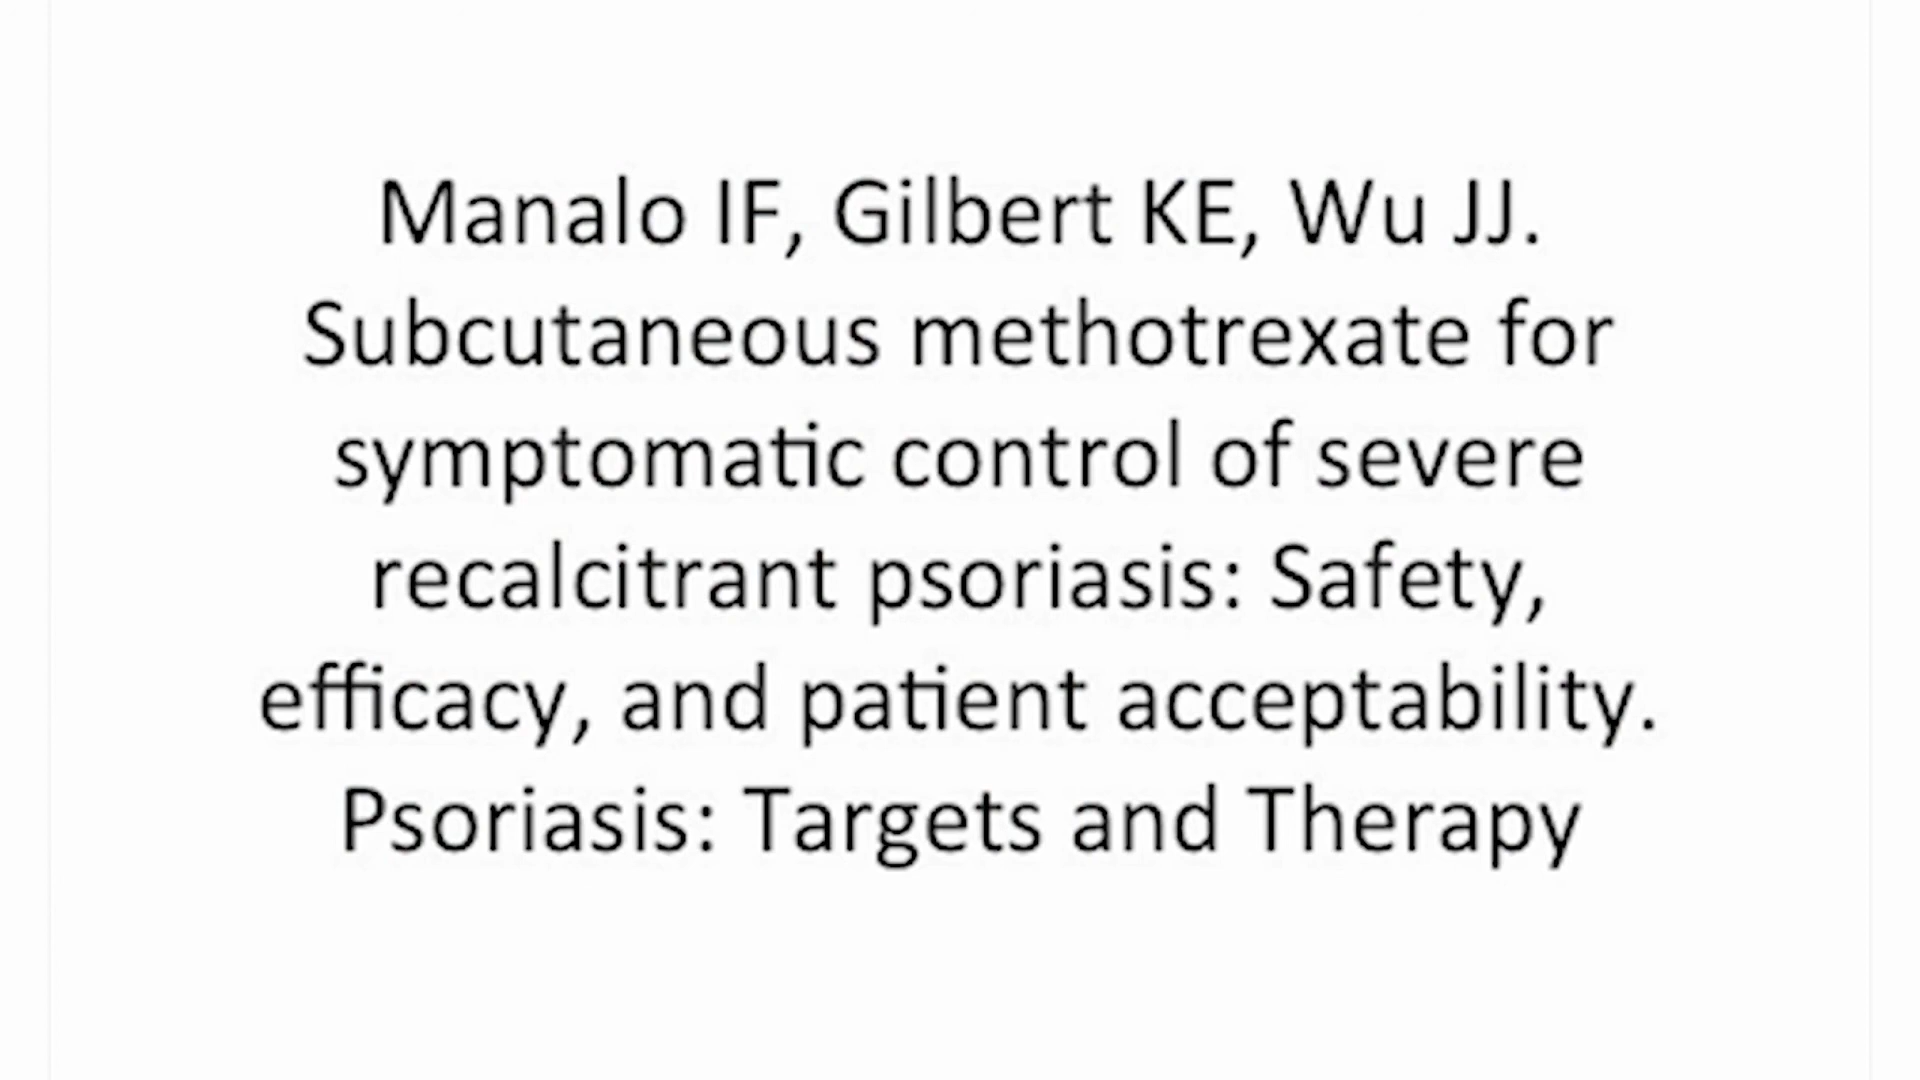 Manalo IF, Gilbert KE, Wu JJ.
Subcutaneous methotrexate for
symptomatic control of severe
recalcitrant psoriasis: Safety,
efficacy, and patient acceptability.
Psoriasis: Targets and Therapy